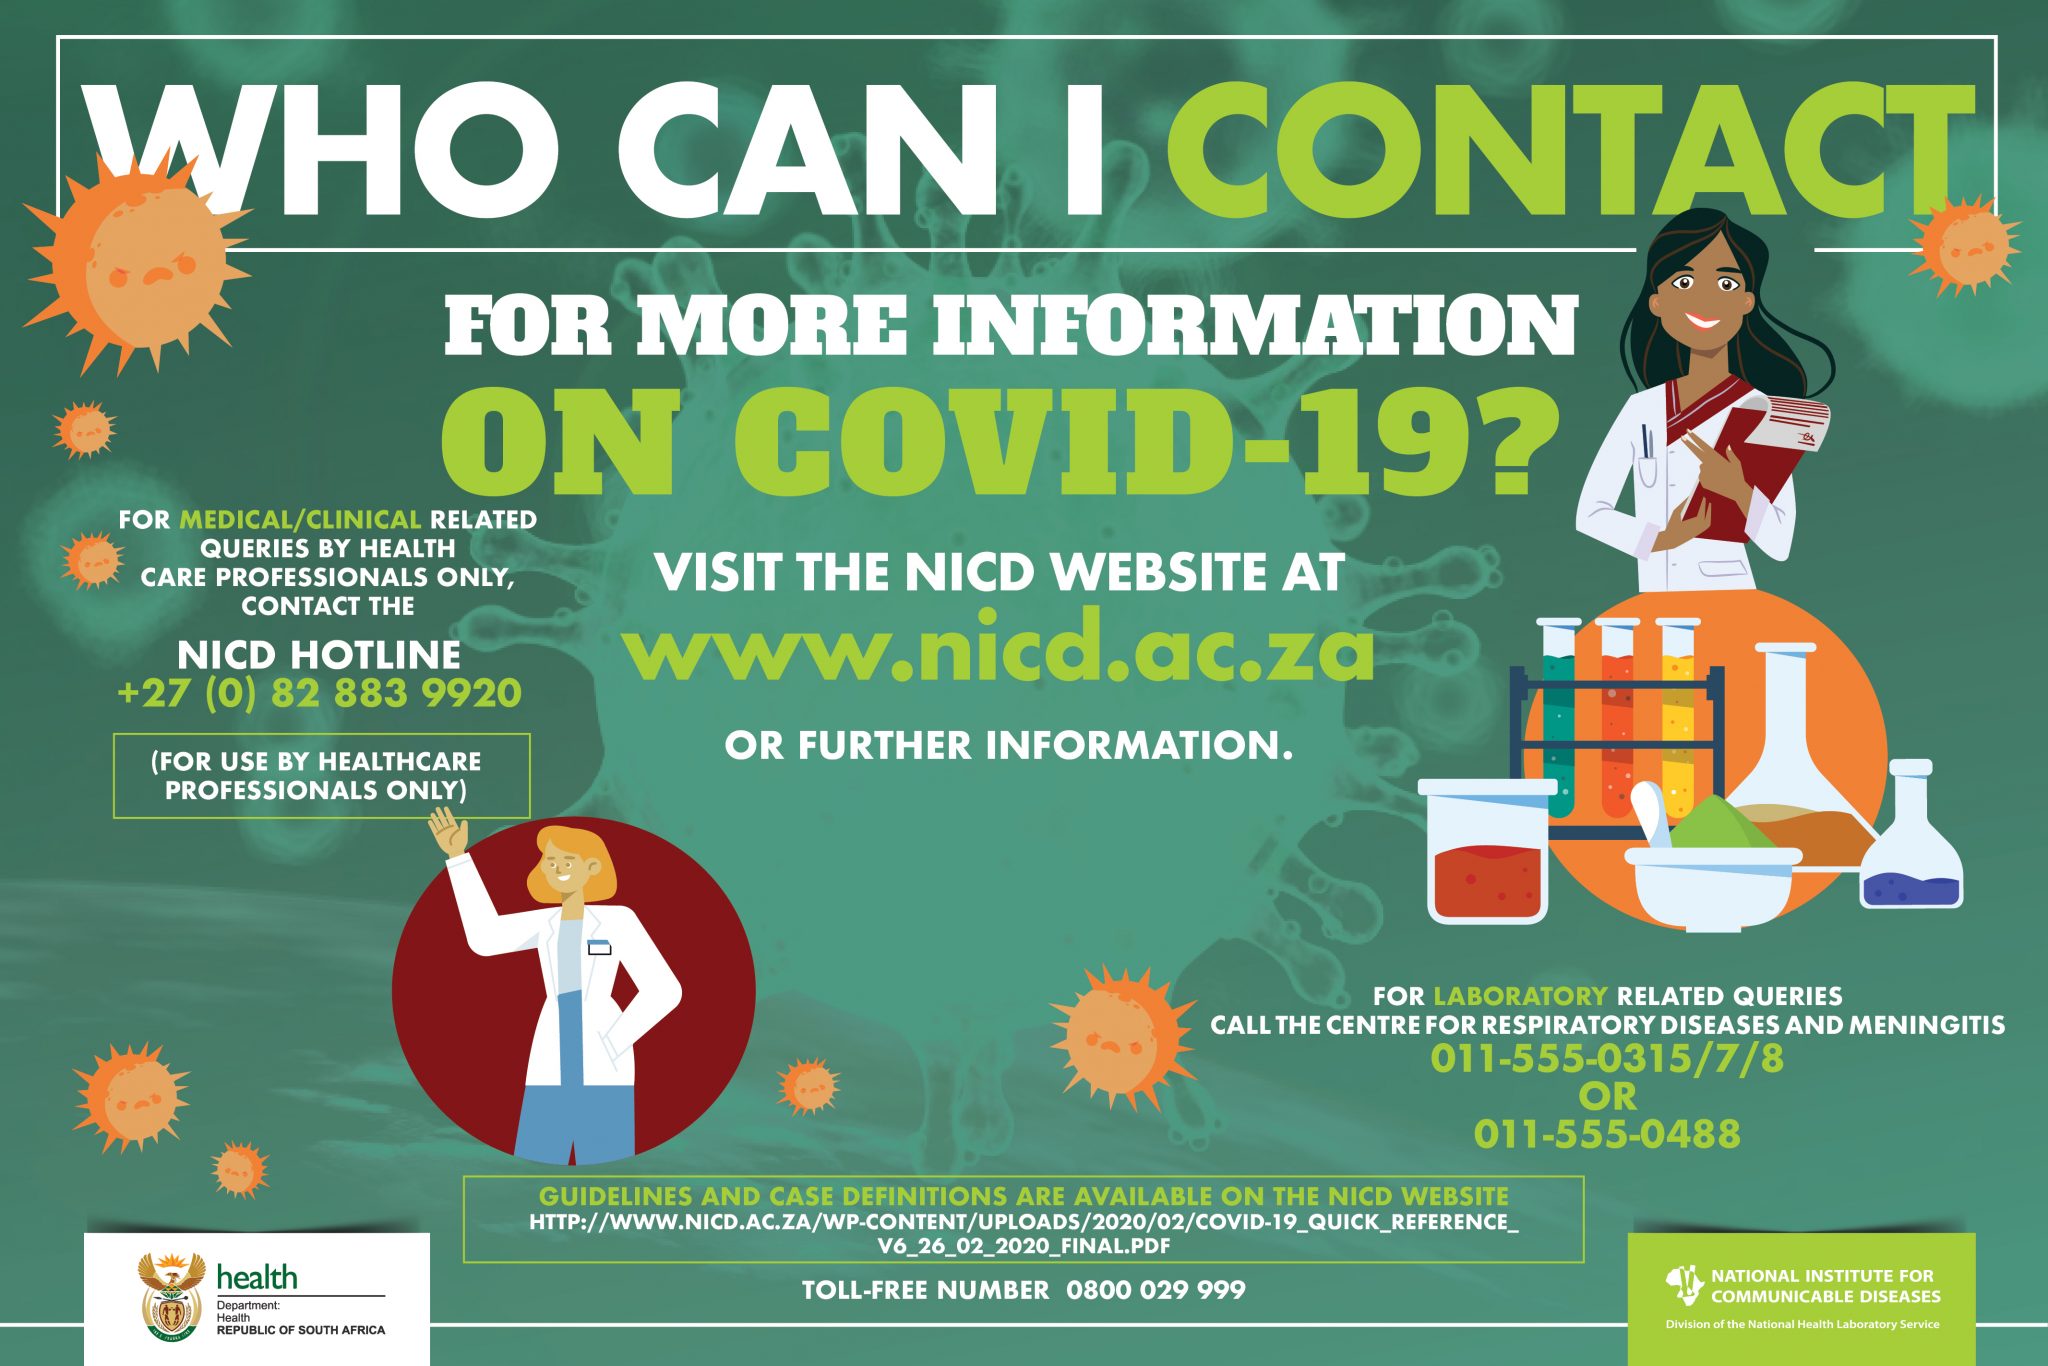 WHO CAN I CONTACT
FOR MORE INFORMATION
ON COVID-19?
FOR MEDICAL/CLINICAL RELATED
QUERIES BY HEALTH
CARE PROFESSIONALS ONLY,
CONTACT THE
NICD HOTLINE
+27 (0) 82 883 9920
(FOR USE BY HEALTHCARE
PROFESSIONALS ONLY)
VISIT THE NICD WEBSITE AT
www.nicd.ac.za
OR FURTHER INFORMATION.
FOR LABORATORY RELATED QUERIES
CALL THE CENTRE FOR RESPIRATORY DISEASES AND MENINGITIS
011-555-0315/7/8
OR
011-555-0488
GUIDELINES AND CASE DEFINITIONS ARE AVAILABLE ON THE NICD WEBSITE
HTTP://WWW.NICD.AC.ZA/WP-CONTENT/UPLOADS/2020/02/COVID-19_QUICK_REFERENCE_
V6_26_02_2020_FINAL.PDF
TOLL-FREE NUMBER 0800 029 999
health
Department:
Health
REPUBLIC OF SOUTH AFRICA
NATIONAL INSTITUTE FOR
COMMUNICABLE DISEASES
Division of the National Health Laboratory Service